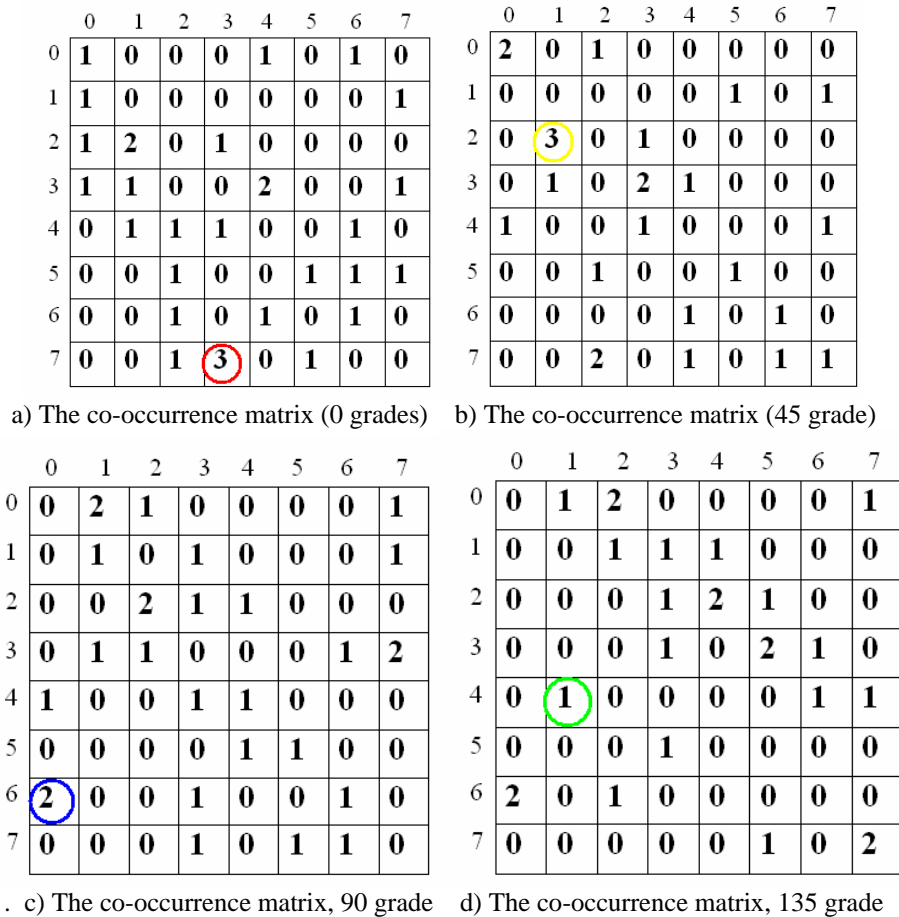 0 1 2 3 4 5 6 7
0 1 0 0 0 1 0 1 0
1 1 0 0 0 0 0 0 1
2 1 2 0 1 0 0 0 0
3 1 1 0 0 2 0 0 1
4 0 1 1 1 0 0 1 0
5 0 0 1 0 0 1 1 1
6 0 0 1 0 1 0 1 0
7 0 0 1 3 0 1 0 0
a) The co-occurrence matrix (0 grades)
0 1 2 3 4 5 6 7
0 2 0 1 0 0 0 0 0
1 0 0 0 0 0 1 0 1
2 0 3 0 1 0 0 0 0
3 0 1 0 2 1 0 0 0
4 1 0 0 1 0 0 0 1
5 0 0 1 0 0 1 0 0
6 0 0 0 0 1 0 1 0
7 0 0 2 0 1 0 1 1
b) The co-occurrence matrix (45 grade)
0 1 2 3 4 5 6 7
0 0 2 1 0 0 0 0 1
1 0 1 0 1 0 0 0 1
2 0 0 2 1 1 0 0 0
3 0 1 1 0 0 0 1 2
4 1 0 0 1 1 0 0 0
5 0 0 0 0 1 1 0 0
6 2 0 0 1 0 0 1 0
7 0 0 0 1 0 1 1 0
. c) The co-occurrence matrix, 90 grade
0 1 2 3 4 5 6 7
0 0 1 2 0 0 0 0 1
1 0 0 1 1 1 0 0 0
2 0 0 0 1 2 1 0 0
3 0 0 0 1 0 2 1 0
4 0 1 0 0 0 0 1 1
5 0 0 0 1 0 0 0 0
6 2 0 1 0 0 0 0 0
7 0 0 0 0 0 1 0 2
d) The co-occurrence matrix, 135 grade